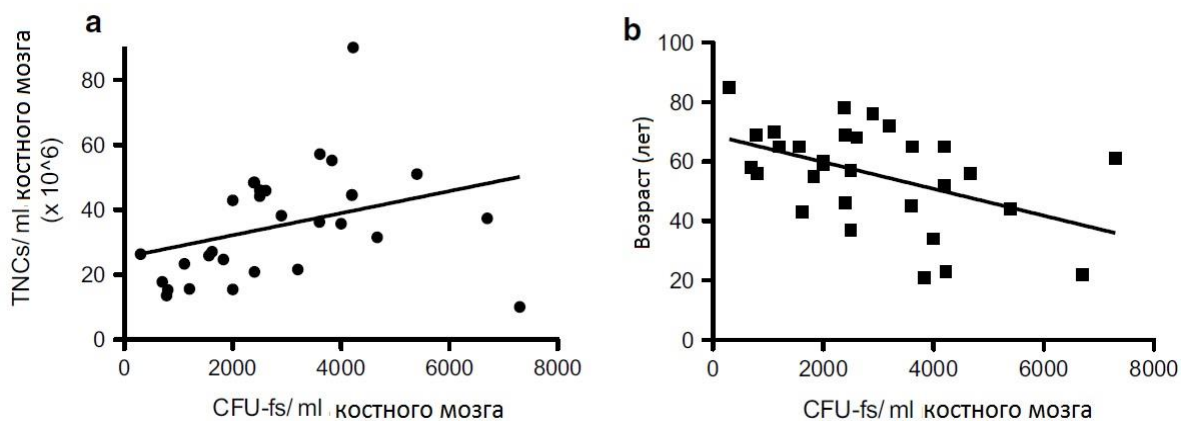 a
TNCs/ ml костного мозга
(x 10^6)
80
60
40
20
0
0 2000 4000 6000 8000
CFU-fs/ ml костного мозга
b
Возраст (лет)
100
80
60
40
20
0
0 2000 4000 6000 8000
CFU-fs/ ml костного мозга